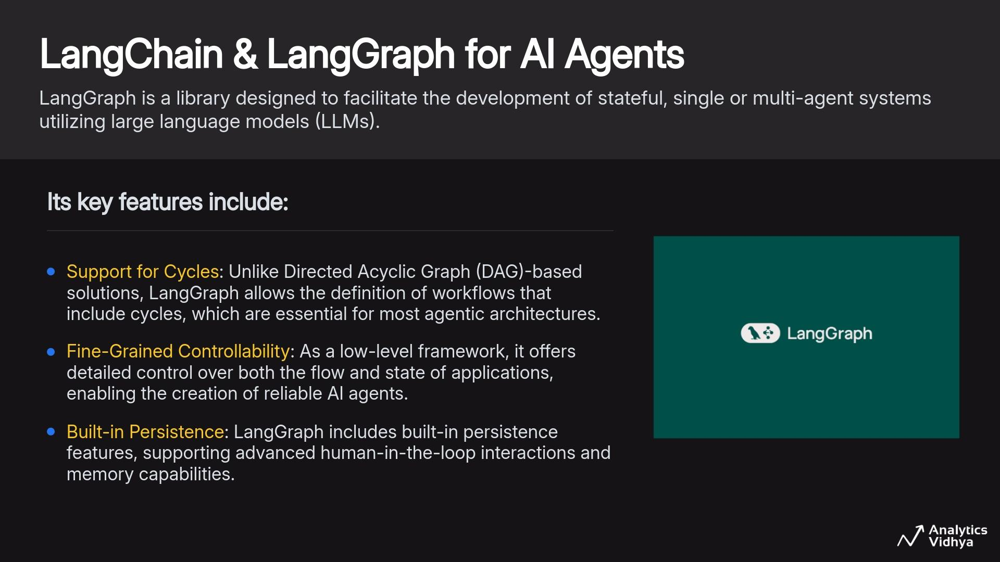 LangChain & LangGraph for AI Agents
LangGraph is a library designed to facilitate the development of stateful, single or multi-agent systems
utilizing large language models (LLMs).
Its key features include:
Support for Cycles: Unlike Directed Acyclic Graph (DAG)-based
solutions, LangGraph allows the definition of workflows that
include cycles, which are essential for most agentic architectures.
Fine-Grained Controllability: As a low-level framework, it offers
detailed control over both the flow and state of applications,
enabling the creation of reliable AI agents.
Built-in Persistence: LangGraph includes built-in persistence
features, supporting advanced human-in-the-loop interactions and
memory capabilities.
LangGraph
Analytics
Vidhya